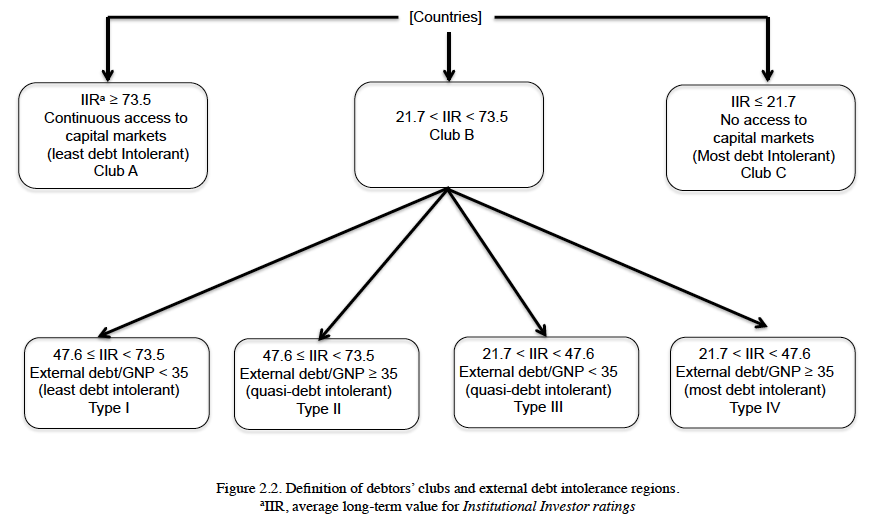 [Countries]
IIRᵃ ≥ 73.5
Continuous access to
capital markets
(least debt Intolerant)
Club A
21.7 < IIR < 73.5
Club B
IIR ≤ 21.7
No access to
capital markets
(Most debt Intolerant)
Club C
47.6 ≤ IIR < 73.5
External debt/GNP < 35
(least debt intolerant)
Type I
47.6 ≤ IIR < 73.5
External debt/GNP ≥ 35
(quasi-debt intolerant)
Type II
21.7 < IIR < 47.6
External debt/GNP < 35
(quasi-debt intolerant)
Type III
21.7 < IIR < 47.6
External debt/GNP ≥ 35
(most debt intolerant)
Type IV
Figure 2.2. Definition of debtors’ clubs and external debt intolerance regions.
ᵃIIR, average long-term value for Institutional Investor ratings